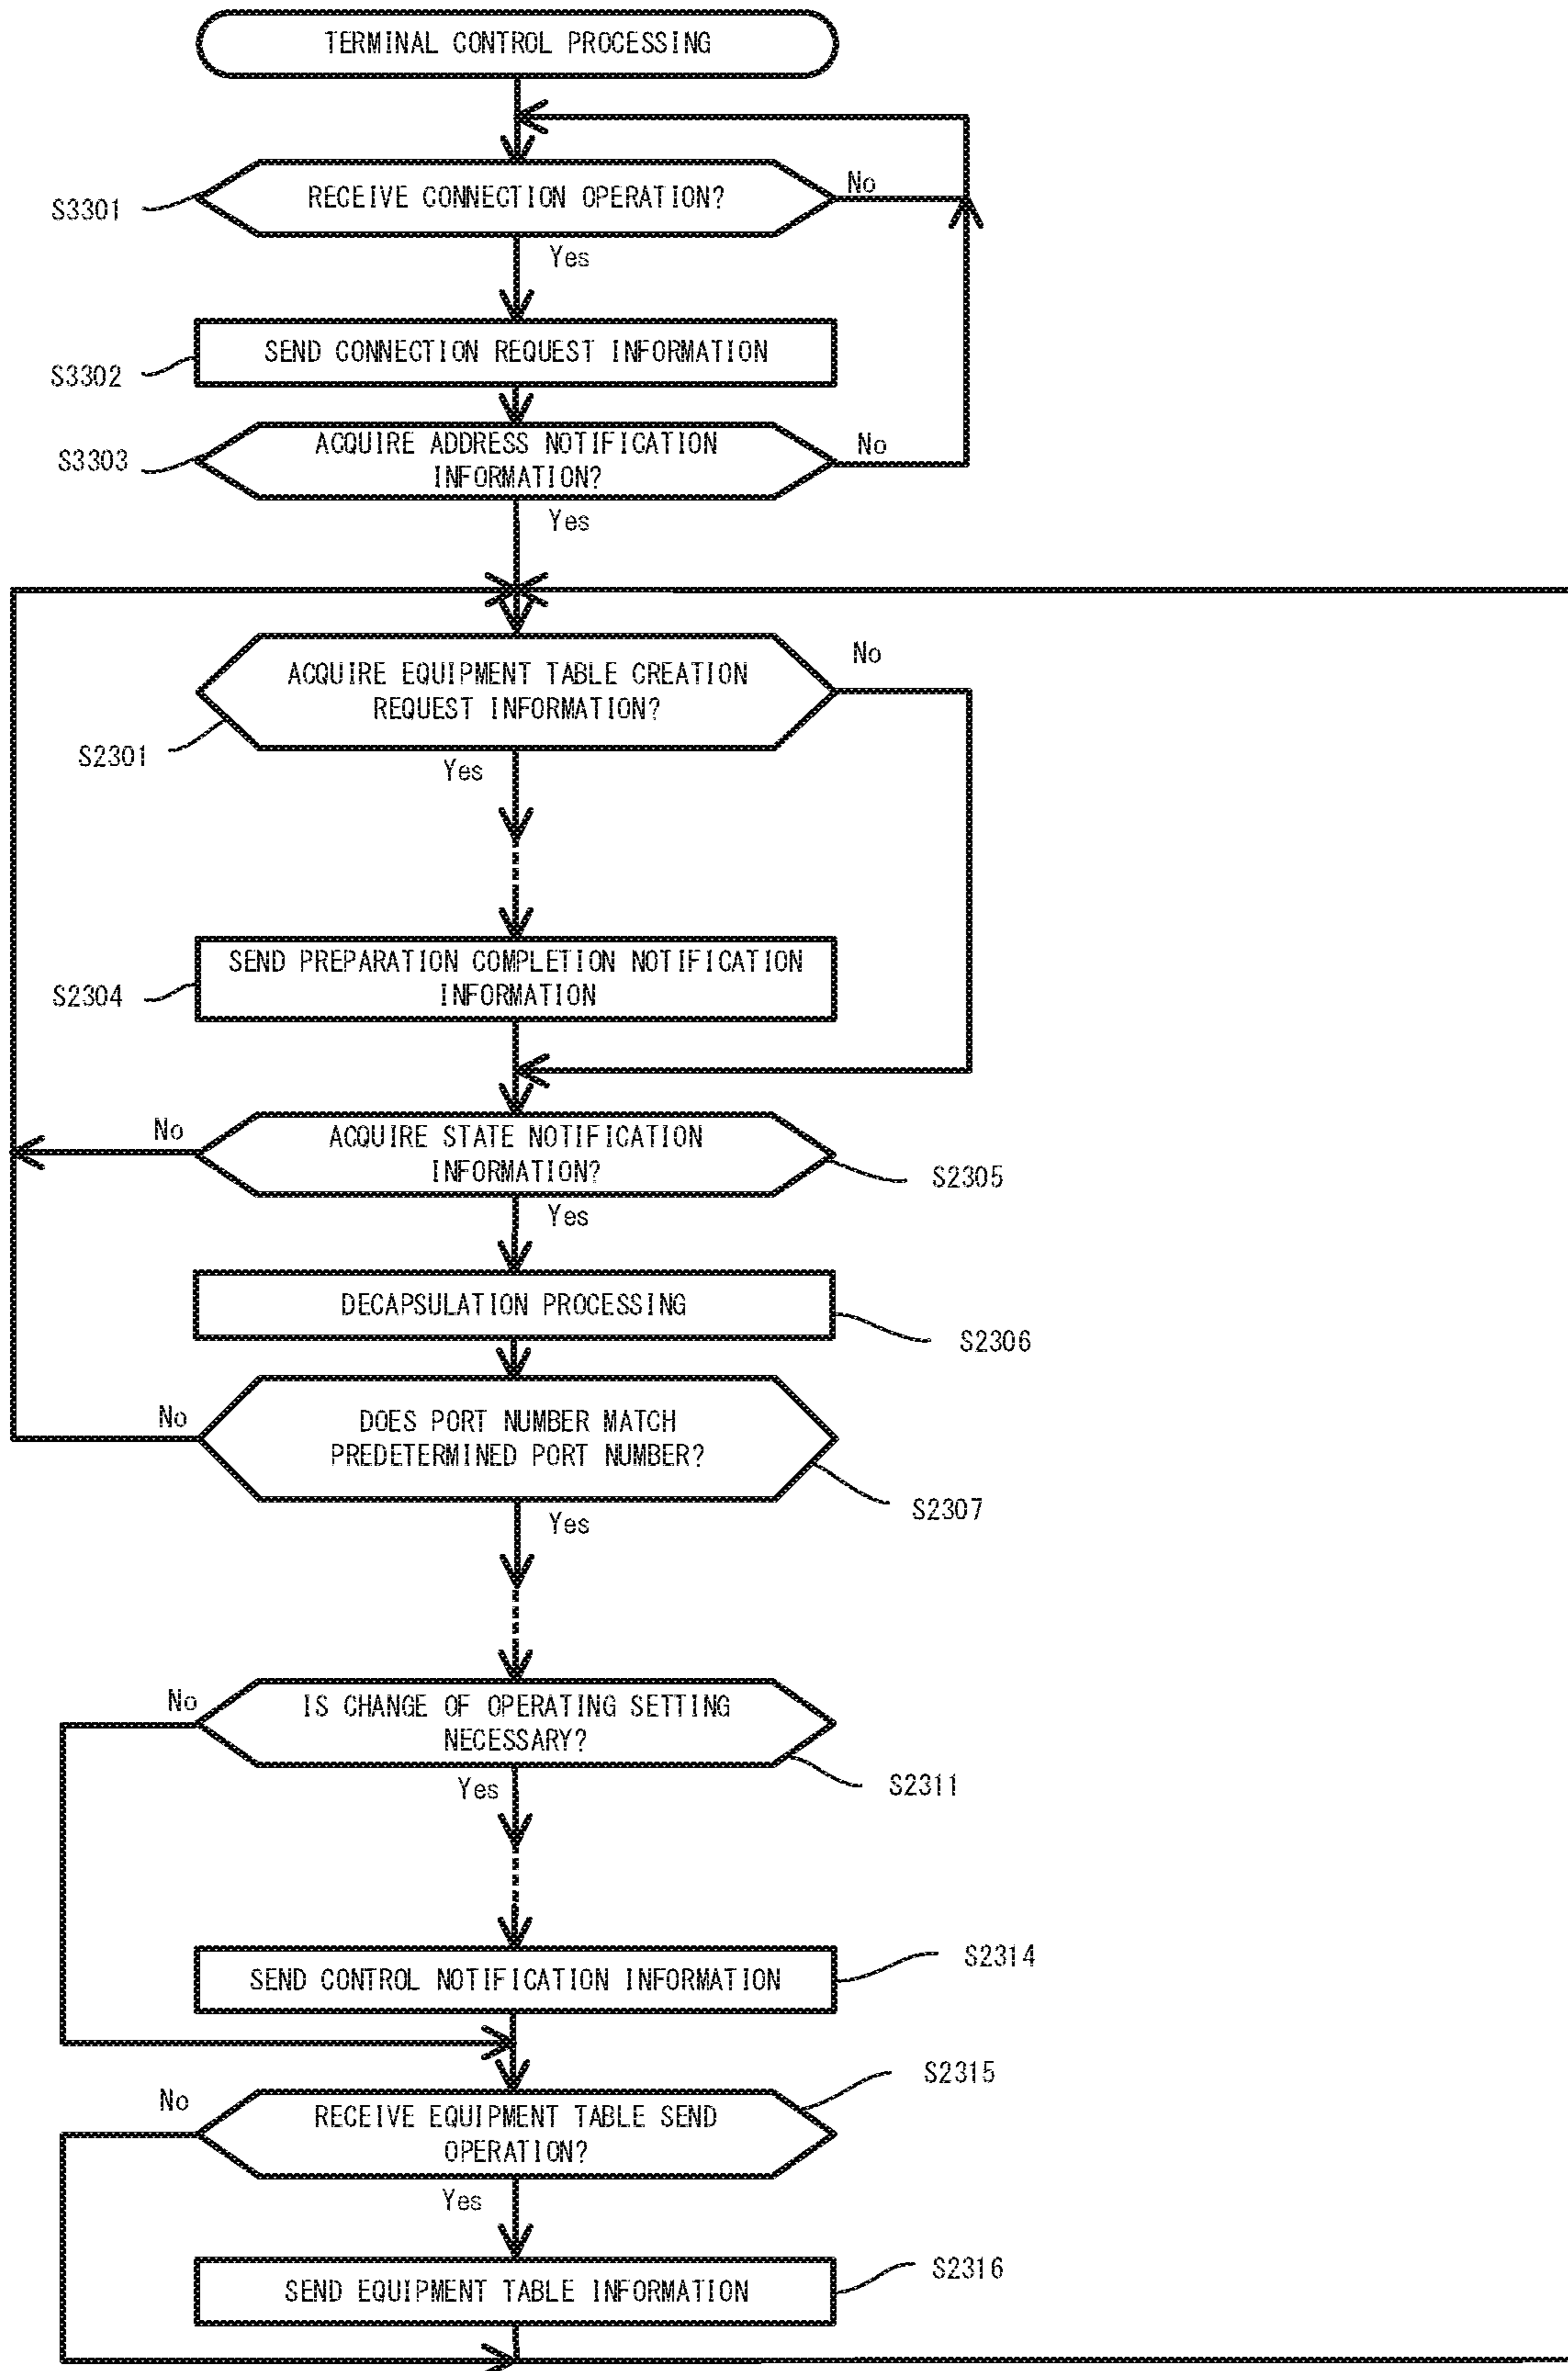 TERMINAL CONTROL PROCESSING
RECEIVE CONNECTION OPERATION?
No
S3301
Yes
SEND CONNECTION REQUEST INFORMATION
S3302
ACQUIRE ADDRESS NOTIFICATION
INFORMATION?
No
S3303
Yes
ACQUIRE EQUIPMENT TABLE CREATION
REQUEST INFORMATION?
No
S2301
Yes
SEND PREPARATION COMPLETION NOTIFICATION
INFORMATION
S2304
No
ACQUIRE STATE NOTIFICATION
INFORMATION?
S2305
Yes
DECAPSULATION PROCESSING
S2306
No
DOES PORT NUMBER MATCH
PREDETERMINED PORT NUMBER?
S2307
Yes
No
IS CHANGE OF OPERATING SETTING
NECESSARY?
S2311
Yes
S2314
SEND CONTROL NOTIFICATION INFORMATION
S2315
No
RECEIVE EQUIPMENT TABLE SEND
OPERATION?
Yes
S2316
SEND EQUIPMENT TABLE INFORMATION